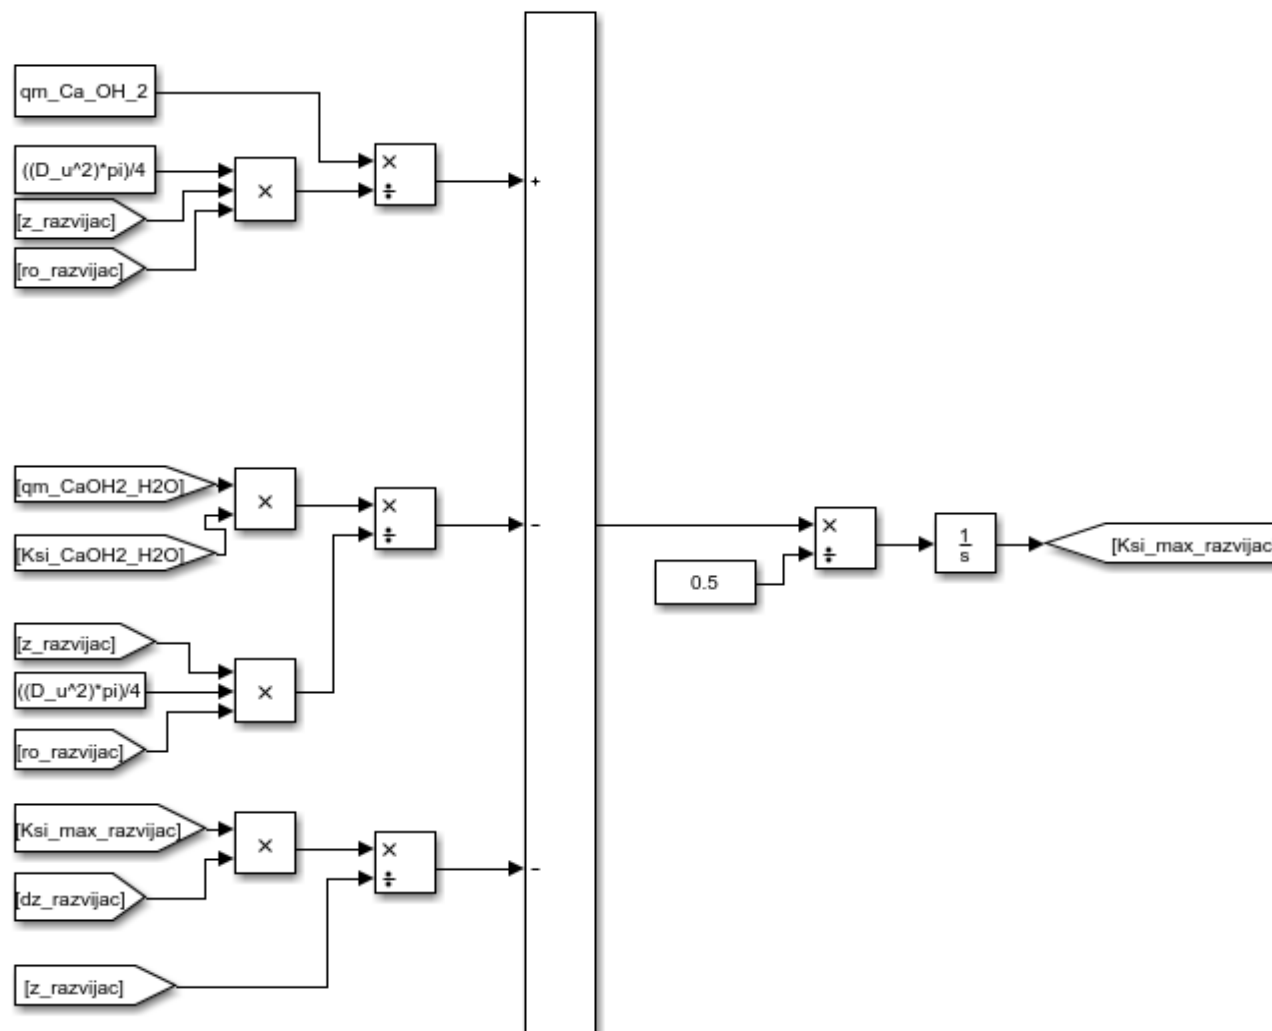 qm_Ca_OH_2
((D_u^2)*pi)/4
[z_razvijac]
[ro_razvijac]
×
×
÷
+
[qm_CaOH2_H2O]
[Ksi_CaOH2_H2O]
×
×
÷
-
[z_razvijac]
((D_u^2)*pi)/4
[ro_razvijac]
×
[Ksi_max_razvijac]
[dz_razvijac]
×
×
÷
-
[z_razvijac]
0.5
×
÷
1
s
[Ksi_max_razvijac